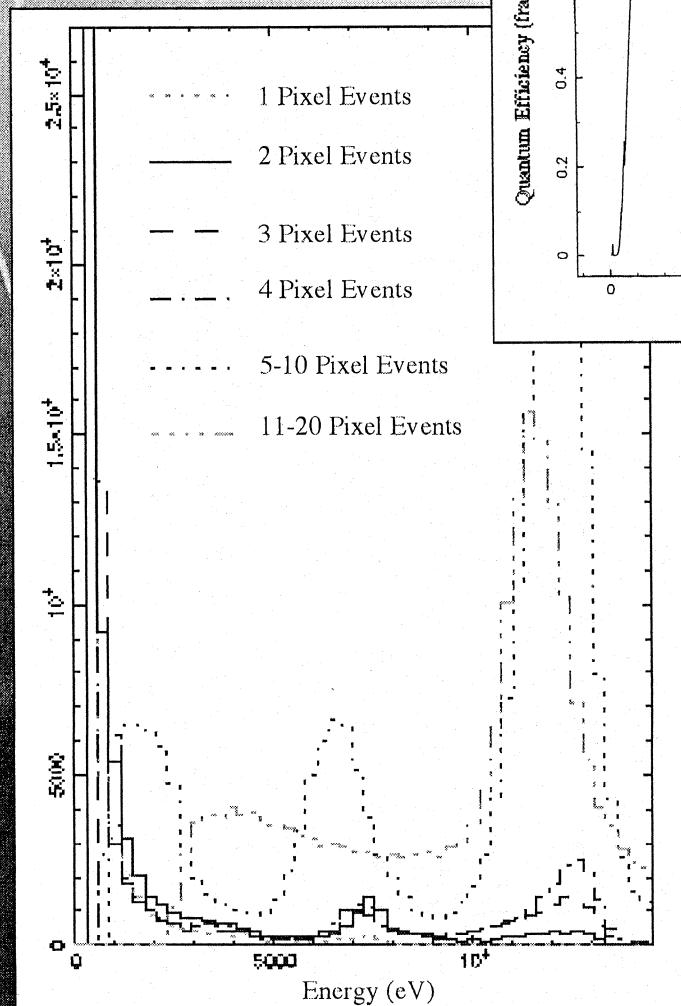 Quantum Efficiency (fra
0.4
0.2
0
0
2.5×10⁴
2×10⁴
1.5×10⁴
10⁴
5000
0
1 Pixel Events
2 Pixel Events
3 Pixel Events
4 Pixel Events
5-10 Pixel Events
11-20 Pixel Events
0
5000
10⁴
Energy (eV)